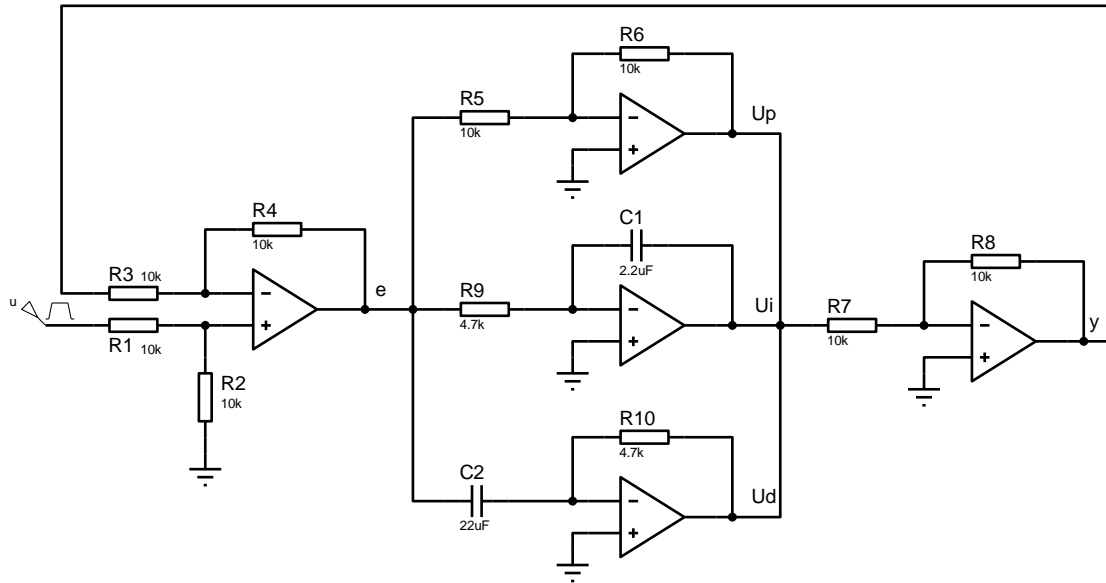 R6
10k
R5
10k
Up
R4
10k
C1
2.2uF
R8
10k
R3 10k
u
e
R9
4.7k
Ui
R7
10k
y
R1 10k
R2
10k
R10
4.7k
C2
22uF
Ud